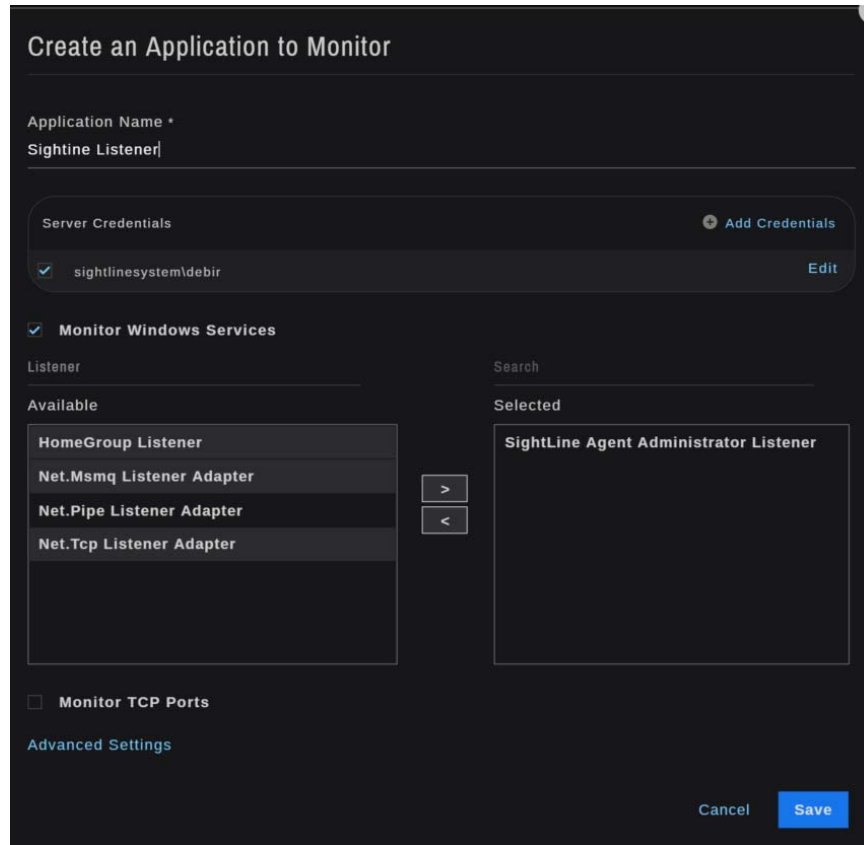 Create an Application to Monitor
Application Name *
Sightine Listener
Server Credentials
Add Credentials
sightlinesystem\debir
Edit
Monitor Windows Services
Listener
Search
Available
Selected
HomeGroup Listener
Net.Msmq Listener Adapter
Net.Pipe Listener Adapter
Net.Tcp Listener Adapter
>
<
SightLine Agent Administrator Listener
Monitor TCP Ports
Advanced Settings
Cancel
Save